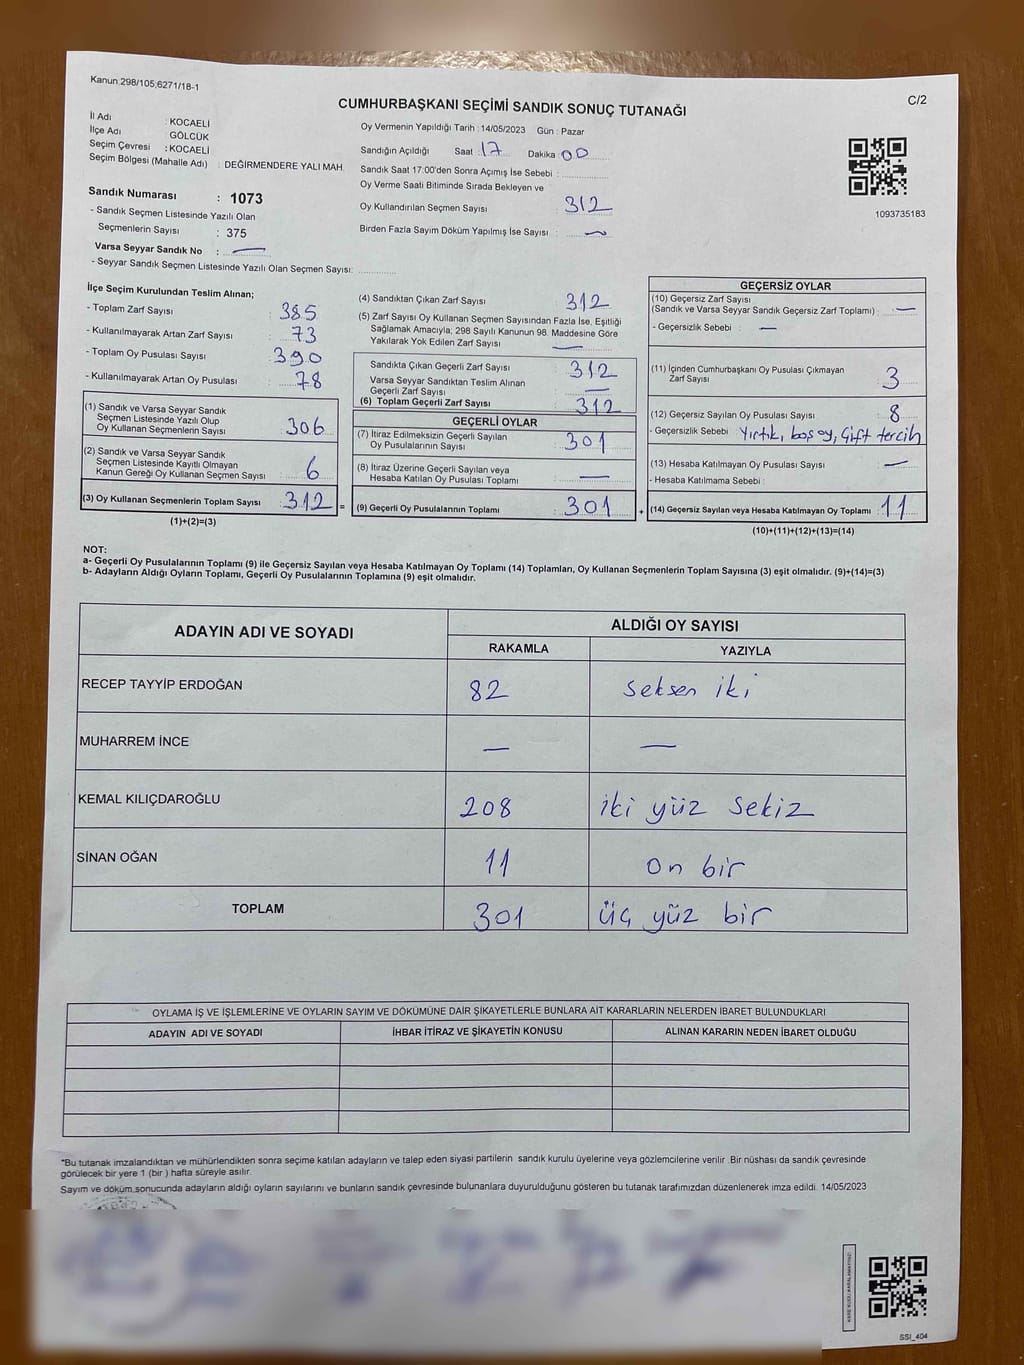 Kanun 298/105,6271/18-1
C/2
CUMHURBAŞKANI SEÇİMİ SANDIK SONUÇ TUTANAĞI
İl Adı : KOCAELİ
İlçe Adı GÖLCÜK
Seçim Çevresi : KOCAELİ
Seçim Bölgesi (Mahalle Adı) : DEĞİRMENDERE YALI MAH.
Oy Vermenin Yapıldığı Tarih : 14/05/2023 Gün : Pazar
Sandığın Açıldığı Saat : 17 Dakika : 00
Sandık Saat 17:00'den Sonra Açımış İse Sebebi :
Oy Verme Saati Bitiminde Sırada Bekleyen ve
Oy Kullandırılan Seçmen Sayısı : 312
Birden Fazla Sayım Döküm Yapılmış İse Sayısı : —
1093735183
Sandık Numarası : 1073
- Sandık Seçmen Listesinde Yazılı Olan
Seçmenlerin Sayısı : 375
Varsa Seyyar Sandık No : —
- Seyyar Sandık Seçmen Listesinde Yazılı Olan Seçmen Sayısı:
İlçe Seçim Kurulundan Teslim Alınan;
- Toplam Zarf Sayısı : 385
- Kullanılmayarak Artan Zarf Sayısı : 73
- Toplam Oy Pusulası Sayısı : 390
- Kullanılmayarak Artan Oy Pusulası : 78
(1) Sandık ve Varsa Seyyar Sandık
Seçmen Listesinde Yazılı Olup
Oy Kullanan Seçmenlerin Sayısı : 306
(2) Sandık ve Varsa Seyyar Sandık
Seçmen Listesinde Kayıtlı Olmayan
Kanun Gereği Oy Kullanan Seçmen Sayısı : 6
(3) Oy Kullanan Seçmenlerin Toplam Sayısı : 312 =
(1)+(2)=(3)
(4) Sandıktan Çıkan Zarf Sayısı : 312
(5) Zarf Sayısı Oy Kullanan Seçmen Sayısından Fazla İse, Eşitliği
Sağlamak Amacıyla; 298 Sayılı Kanunun 98. Maddesine Göre
Yakılarak Yok Edilen Zarf Sayısı : —
Sandıkta Çıkan Geçerli Zarf Sayısı : 312
Varsa Seyyar Sandıktan Teslim Alınan
Geçerli Zarf Sayısı : —
(6) Toplam Geçerli Zarf Sayısı : 312
GEÇERLİ OYLAR
(7) İtiraz Edilmeksizin Geçerli Sayılan
Oy Pusulalarının Sayısı : 301
(8) İtiraz Üzerine Geçerli Sayılan veya
Hesaba Katılan Oy Pusulası Toplamı : —
(9) Geçerli Oy Pusulalarının Toplamı : 301 +
GEÇERSİZ OYLAR
(10) Geçersiz Zarf Sayısı
(Sandık ve Varsa Seyyar Sandık Geçersiz Zarf Toplamı) : —
- Geçersizlik Sebebi : —
(11) İçinden Cumhurbaşkanı Oy Pusulası Çıkmayan
Zarf Sayısı : 3
(12) Geçersiz Sayılan Oy Pusulası Sayısı : 8
- Geçersizlik Sebebi : Yırtık, boş oy, Çift tercih
(13) Hesaba Katılmayan Oy Pusulası Sayısı : —
- Hesaba Katılmama Sebebi :
(14) Geçersiz Sayılan veya Hesaba Katılmayan Oy Toplamı : 11
(10)+(11)+(12)+(13)=(14)
NOT:
a- Geçerli Oy Pusulalarının Toplamı (9) ile Geçersiz Sayılan veya Hesaba Katılmayan Oy Toplamı (14) Toplamları, Oy Kullanan Seçmenlerin Toplam Sayısına (3) eşit olmalıdır. (9)+(14)=(3)
b- Adayların Aldığı Oyların Toplamı, Geçerli Oy Pusulalarının Toplamına (9) eşit olmalıdır.
ADAYIN ADI VE SOYADI ALDIĞI OY SAYISI
RAKAMLA YAZIYLA
RECEP TAYYİP ERDOĞAN 82 seksen iki
MUHARREM İNCE — —
KEMAL KILIÇDAROĞLU 208 iki yüz sekiz
SİNAN OĞAN 11 on bir
TOPLAM 301 üç yüz bir
OYLAMA İŞ VE İŞLEMLERİNE VE OYLARIN SAYIM VE DÖKÜMÜNE DAİR ŞİKAYETLERLE BUNLARA AİT KARARLARIN NELERDEN İBARET BULUNDUKLARI
ADAYIN ADI VE SOYADI İHBAR İTİRAZ VE ŞİKAYETİN KONUSU ALINAN KARARIN NEDEN İBARET OLDUĞU
*Bu tutanak imzalandıktan ve mühürlendikten sonra seçime katılan adayların ve talep eden siyasi partilerin sandık kurulu üyelerine veya gözlemcilerine verilir. Bir nüshası da sandık çevresinde
görülecek bir yere 1 (bir ) hafta süreyle asılır.
Sayım ve döküm sonucunda adayların aldığı oyların sayılarını ve bunların sandık çevresinde bulunanlara duyurulduğunu gösteren bu tutanak tarafımızdan düzenlenerek imza edildi. 14/05/2023
SSI_404